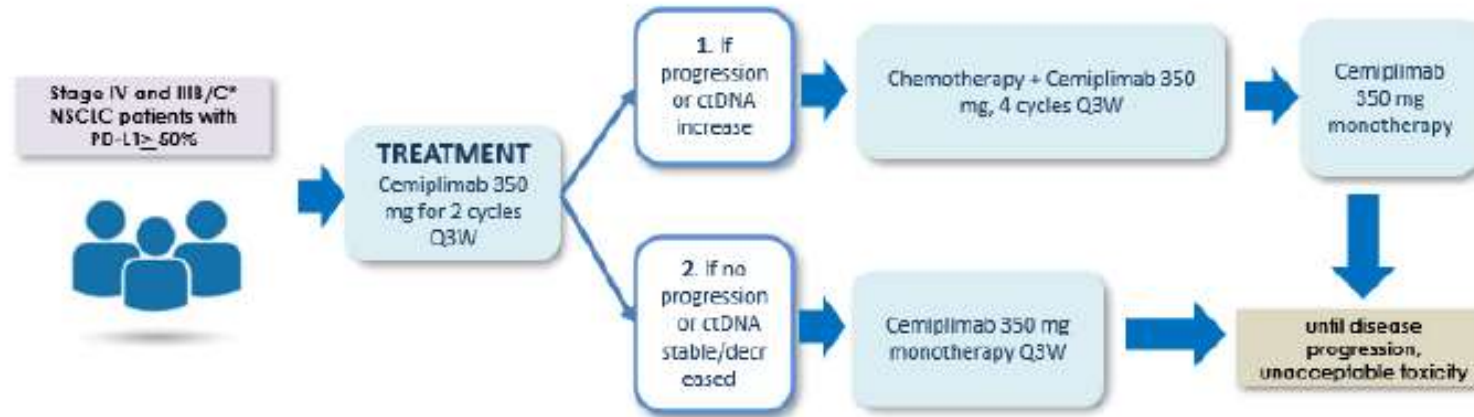 Stage IV and IIIB/C*
NSCLC patients with
PD-L1≥ 50%
TREATMENT
Cemiplimab 350
mg for 2 cycles
Q3W
1. If
progression
or ctDNA
increase
Chemotherapy + Cemiplimab 350
mg, 4 cycles Q3W
Cemiplimab
350 mg
monotherapy
2. If no
progression
or ctDNA
stable/decr
eased
Cemiplimab 350 mg
monotherapy Q3W
until disease
progression,
unacceptable toxicity